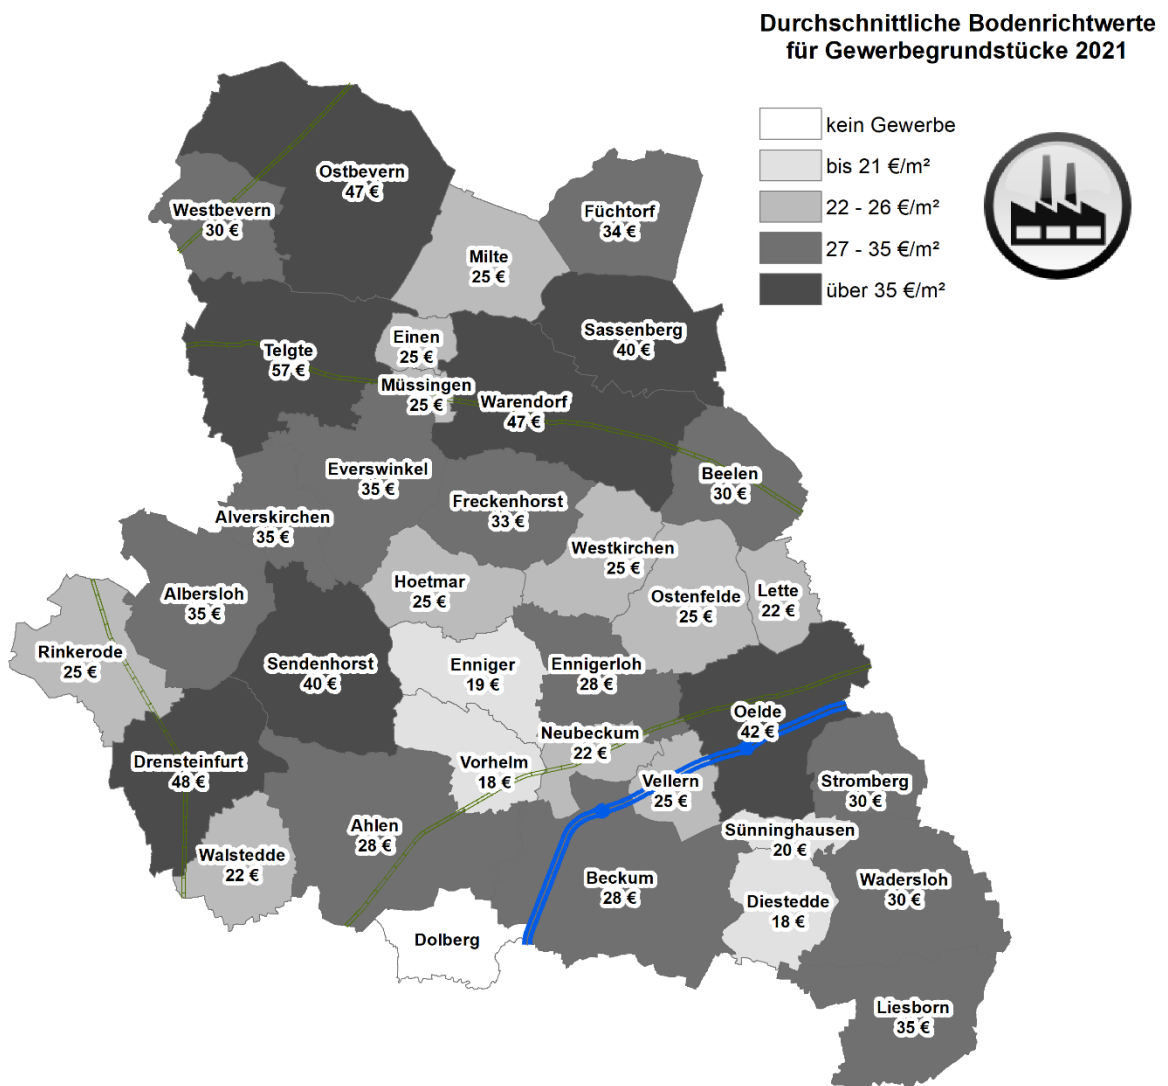 Durchschnittliche Bodenrichtwerte
für Gewerbegrundstücke 2021
kein Gewerbe
bis 21 €/m²
22 - 26 €/m²
27 - 35 €/m²
über 35 €/m²
Ostbevern
47 €
Westbevern
30 €
Füchtorf
34 €
Milte
25 €
Sassenberg
40 €
Einen
25 €
Telgte
57 €
Müssingen
25 €
Warendorf
47 €
Everswinkel
35 €
Beelen
30 €
Freckenhorst
33 €
Alverskirchen
35 €
Westkirchen
25 €
Hoetmar
25 €
Ostenfelde
25 €
Lette
22 €
Albersloh
35 €
Rinkerode
25 €
Sendenhorst
40 €
Enniger
19 €
Ennigerloh
28 €
Oelde
42 €
Neubeckum
22 €
Drensteinfurt
48 €
Vorhelm
18 €
Vellern
25 €
Stromberg
30 €
Ahlen
28 €
Sünninghausen
20 €
Walstedde
22 €
Beckum
28 €
Wadersloh
30 €
Diestedde
18 €
Dolberg
Liesborn
35 €